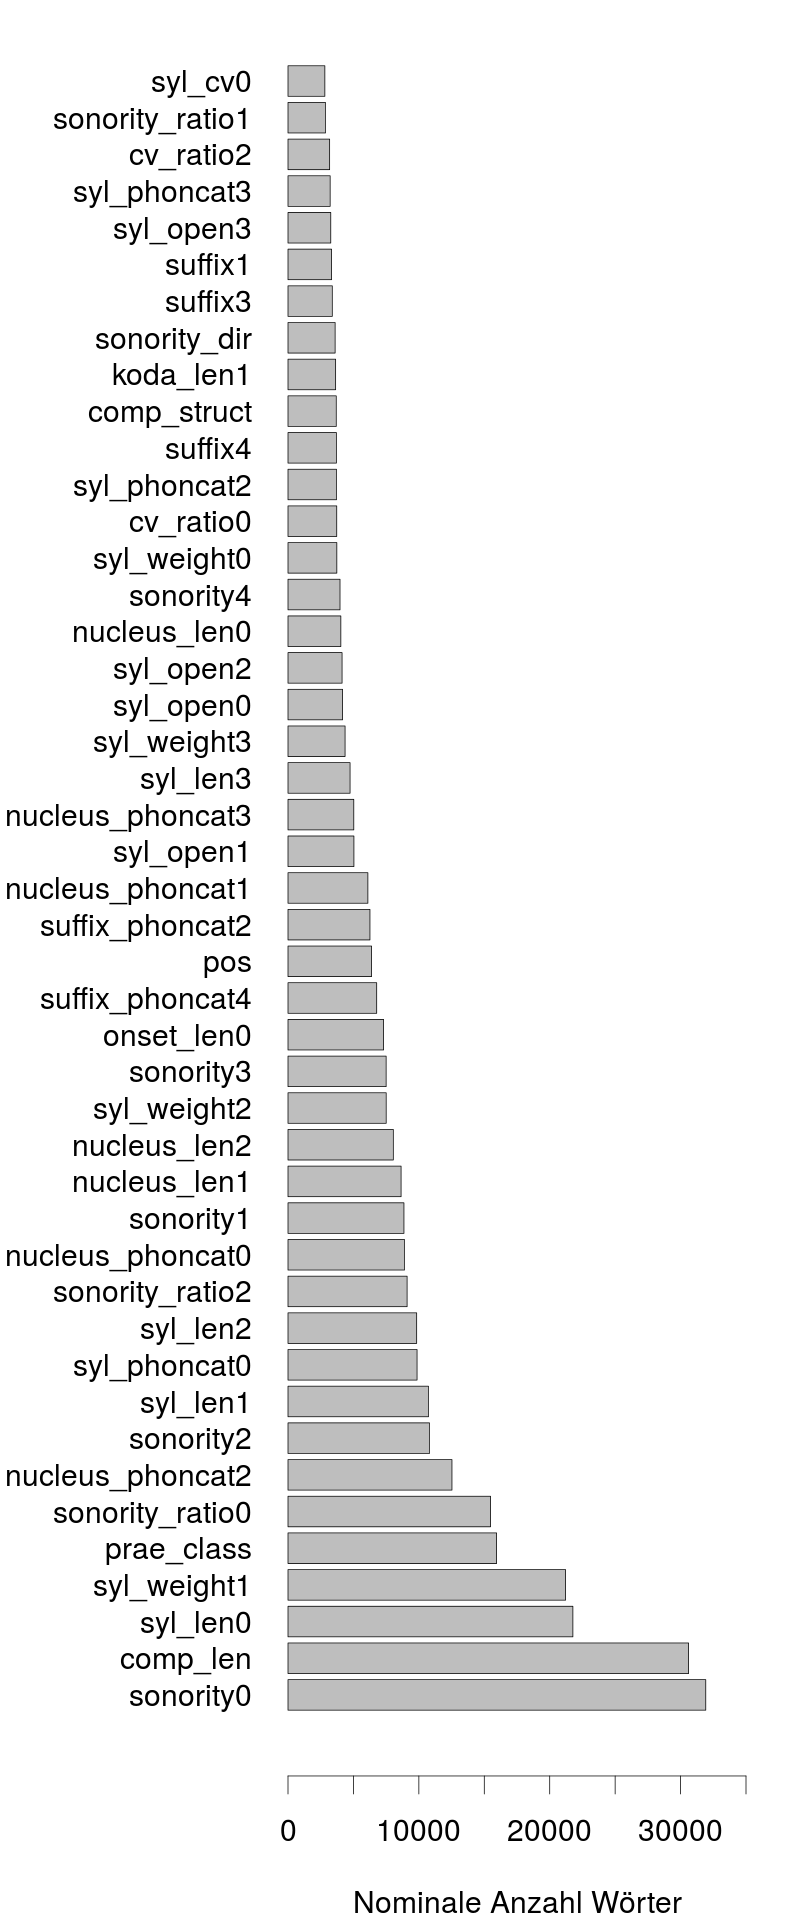 syl_cv0
sonority_ratio1
cv_ratio2
syl_phoncat3
syl_open3
suffix1
suffix3
sonority_dir
koda_len1
comp_struct
suffix4
syl_phoncat2
cv_ratio0
syl_weight0
sonority4
nucleus_len0
syl_open2
syl_open0
syl_weight3
syl_len3
nucleus_phoncat3
syl_open1
nucleus_phoncat1
suffix_phoncat2
pos
suffix_phoncat4
onset_len0
sonority3
syl_weight2
nucleus_len2
nucleus_len1
sonority1
nucleus_phoncat0
sonority_ratio2
syl_len2
syl_phoncat0
syl_len1
sonority2
nucleus_phoncat2
sonority_ratio0
prae_class
syl_weight1
syl_len0
comp_len
sonority0
0 10000 20000 30000
Nominale Anzahl Wörter